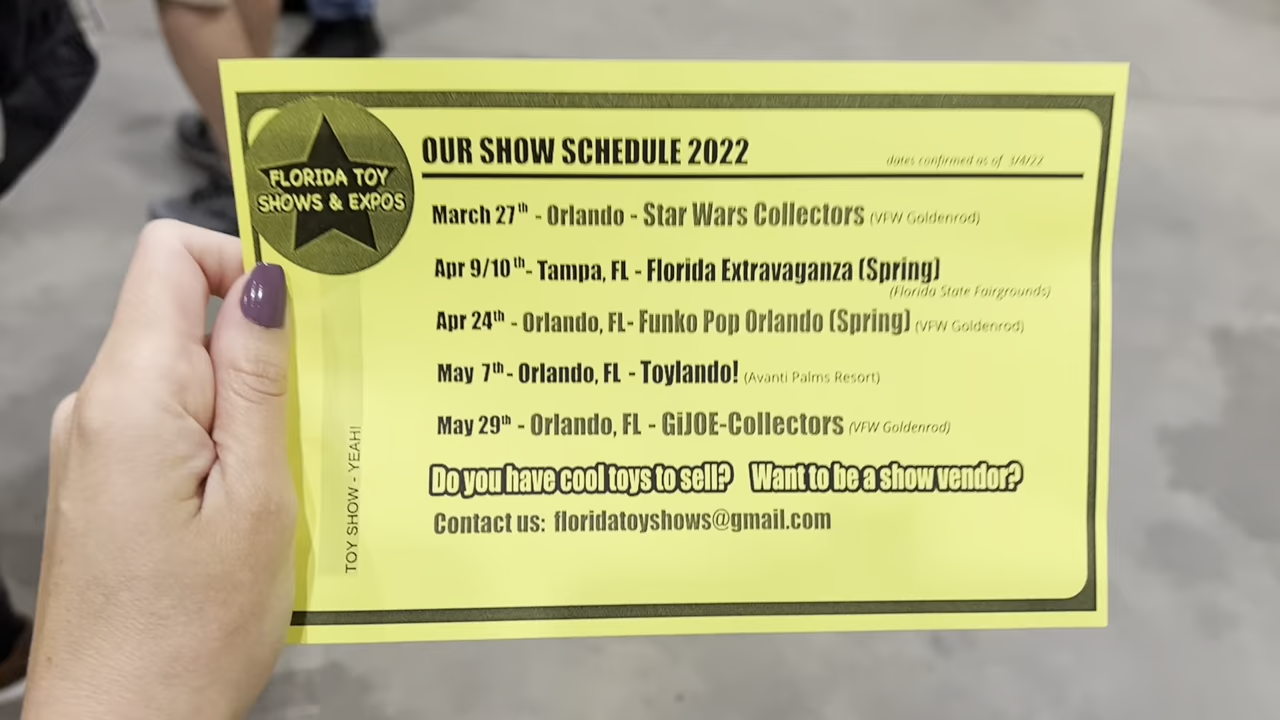 FLORIDA TOY
SHOWS & EXPOS
OUR SHOW SCHEDULE 2022
dates confirmed as of 3/4/22
March 27th - Orlando - Star Wars Collectors (VFW Goldenrod)
Apr 9/10th- Tampa, FL - Florida Extravaganza (Spring)
(Florida State Fairgrounds)
Apr 24th - Orlando, FL- Funko Pop Orlando (Spring) (VFW Goldenrod)
May 7th- Orlando, FL - Toylando! (Avanti Palms Resort)
May 29th - Orlando, FL - GiJOE-Collectors (VFW Goldenrod)
Do you have cool toys to sell? Want to be a show vendor?
Contact us: floridatoyshows@gmail.com
TOY SHOW - YEAH!